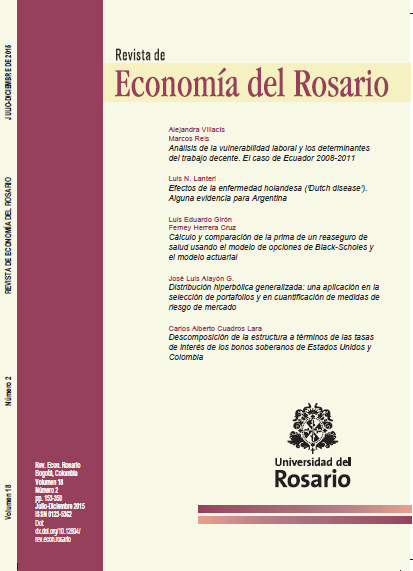 Revista de
Economía del Rosario
Alejandra Villacis
Marcos Reis
Análisis de la vulnerabilidad laboral y los determinantes
del trabajo decente. El caso de Ecuador 2008-2011
Luis N. Lanteri
Efectos de la enfermedad holandesa ('Dutch disease').
Alguna evidencia para Argentina
Luis Eduardo Girón
Ferney Herrera Cruz
Cálculo y comparación de la prima de un reaseguro de
salud usando el modelo de opciones de Black-Scholes y
el modelo actuarial
José Luis Alayón G.
Distribución hiperbólica generalizada: una aplicación en la
selección de portafolios y en cuantificación de medidas de
riesgo de mercado
Carlos Alberto Cuadros Lara
Descomposición de la estructura a términos de las tasas
de interés de los bonos soberanos de Estados Unidos y
Colombia
Universidad del
Rosario
Rev. Econ. Rosario
Bogotá, Colombia
Volumen 18
Número 2
pp. 153-350
Julio-Diciembre 2015
ISSN 0123-5362
Doi:
dx.doi.org/10.12804/
rev.econ.rosario
Volumen 18
Número 2
REVISTA DE ECONOMÍA DEL ROSARIO
JULIO-DICIEMBRE DE 2015